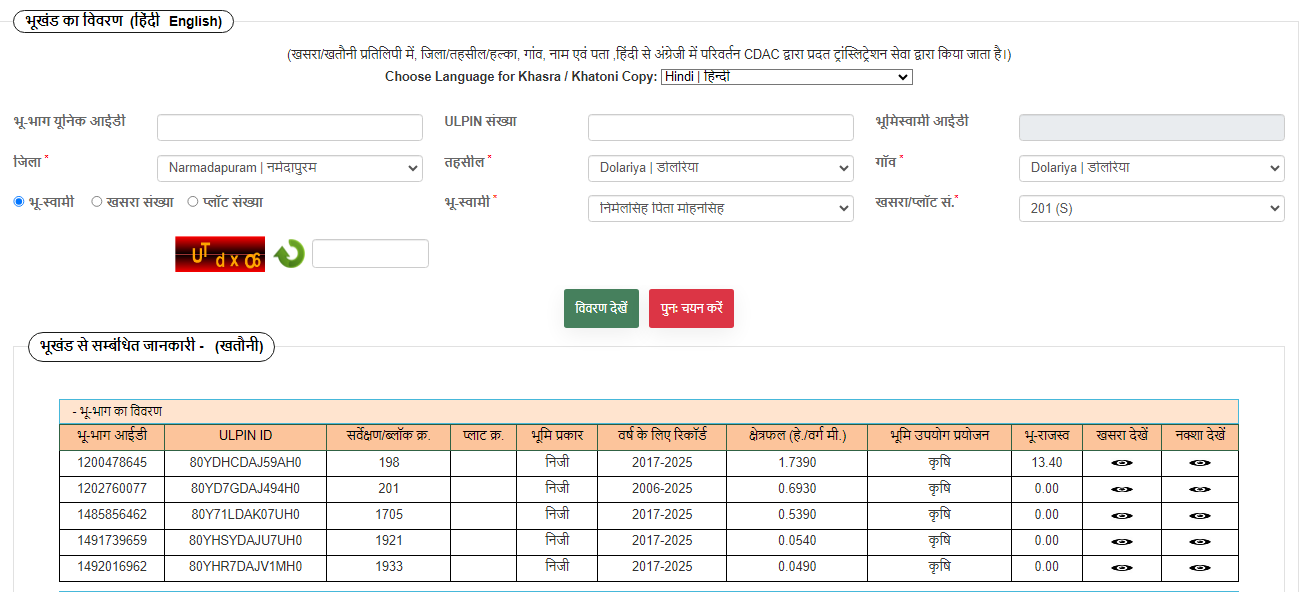 भूखंड का विवरण (हिंदी English)
(खसरा/खतौनी प्रतिलिपी में, जिला/तहसील/हल्का, गांव, नाम एवं पता ,हिंदी से अंग्रेजी में परिवर्तन CDAC द्वारा प्रदत ट्रांस्लिट्रेशन सेवा द्वारा किया जाता है।)
Choose Language for Khasra / Khatoni Copy: Hindi | हिन्दी
भू-भाग यूनिक आईडी ULPIN संख्या भूमिस्वामी आईडी
जिला * Narmadapuram | नर्मदापुरम तहसील * Dolariya | डोलरिया गाँव * Dolariya | डोलरिया
भू-स्वामी खसरा संख्या प्लॉट संख्या भू-स्वामी * निर्मलसिंह पिता मोहनसिंह खसरा/प्लॉट सं.* 201 (S)
UT d x 06
विवरण देखें पुनः चयन करें
भूखंड से सम्बंधित जानकारी - (खतौनी)
- भू-भाग का विवरण
भू-भाग आईडी ULPIN ID सर्वेक्षण/ब्लॉक क्र. प्लाट क्र. भूमि प्रकार वर्ष के लिए रिकॉर्ड क्षेत्रफल (हे./वर्ग मी.) भूमि उपयोग प्रयोजन भू-राजस्व खसरा देखें नक्शा देखें
1200478645 80YDHCDAJ59AH0 198 निजी 2017-2025 1.7390 कृषि 13.40
1202760077 80YD7GDAJ494H0 201 निजी 2006-2025 0.6930 कृषि 0.00
1485856462 80Y71LDAK07UH0 1705 निजी 2017-2025 0.5390 कृषि 0.00
1491739659 80YHSYDAJU7UH0 1921 निजी 2017-2025 0.0540 कृषि 0.00
1492016962 80YHR7DAJV1MH0 1933 निजी 2017-2025 0.0490 कृषि 0.00